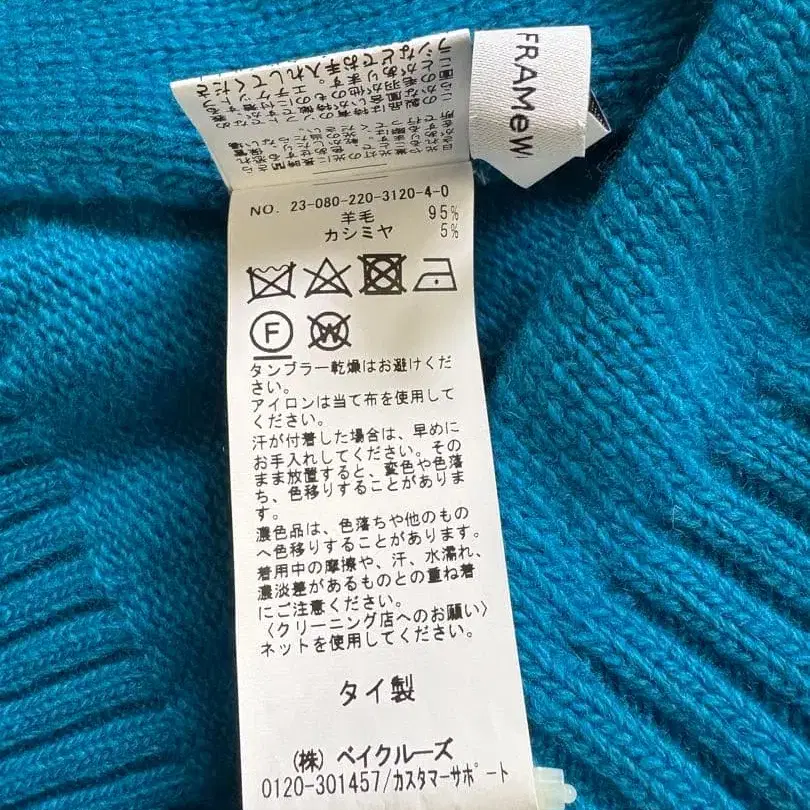 FRAMeW
NO. 23-080-220-3120-4-0
羊毛 95%
カシミヤ 5%
F
W
タンブラー乾燥はお避けくだ
さい。
アイロンは当て布を使用して
ください。
汗が付着した場合は、早めに
お手入れしてください。その
まま放置すると、変色や色落
ち、色移りすることがありま
す。
濃色品は、色落ちや他のもの
へ色移りすることがあります。
着用中の摩擦や、汗、水濡れ、
濃淡差があるものとの重ね着
にご注意ください。
〈クリーニング店へのお願い〉
ネットを使用してください。
タイ製
(株) ベイクルーズ
0120-301457/カスタマーサポート